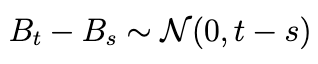 $B_t - B_s \sim \mathcal{N}(0, t - s)$